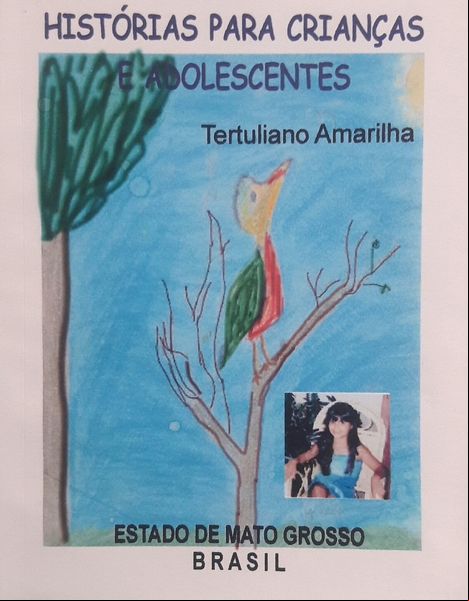 HISTÓRIAS PARA CRIANÇAS
E ADOLESCENTES
Tertuliano Amarilha
ESTADO DE MATO GROSSO
BRASIL